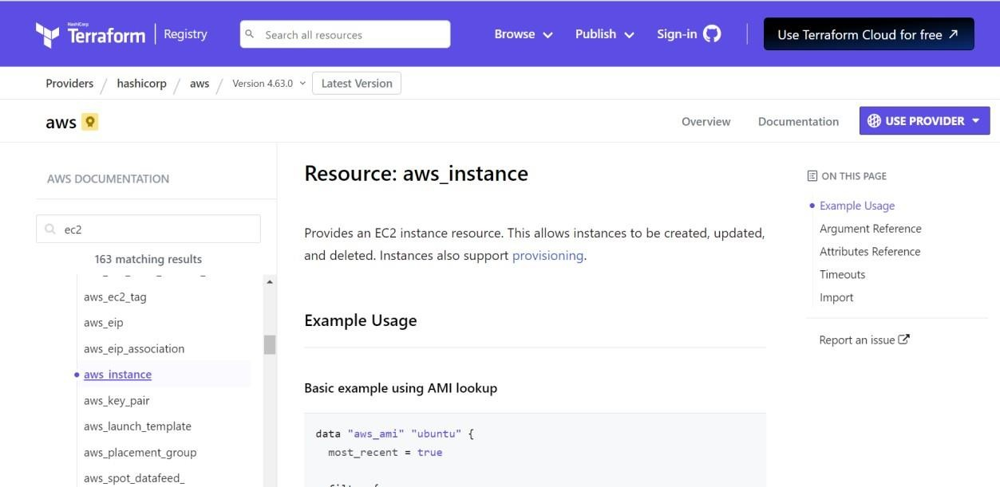 HashiCorp
Terraform Registry Search all resources Browse Publish Sign-in Use Terraform Cloud for free
Providers / hashicorp / aws / Version 4.63.0 Latest Version
aws Overview Documentation USE PROVIDER
AWS DOCUMENTATION
ec2
163 matching results
aws_ec2_tag
aws_eip
aws_eip_association
aws_instance
aws_key_pair
aws_launch_template
aws_placement_group
aws_spot_datafeed_
Resource: aws_instance
Provides an EC2 instance resource. This allows instances to be created, updated,
and deleted. Instances also support provisioning.
Example Usage
Basic example using AMI lookup
data "aws_ami" "ubuntu" {
most_recent = true
ON THIS PAGE
Example Usage
Argument Reference
Attributes Reference
Timeouts
Import
Report an issue